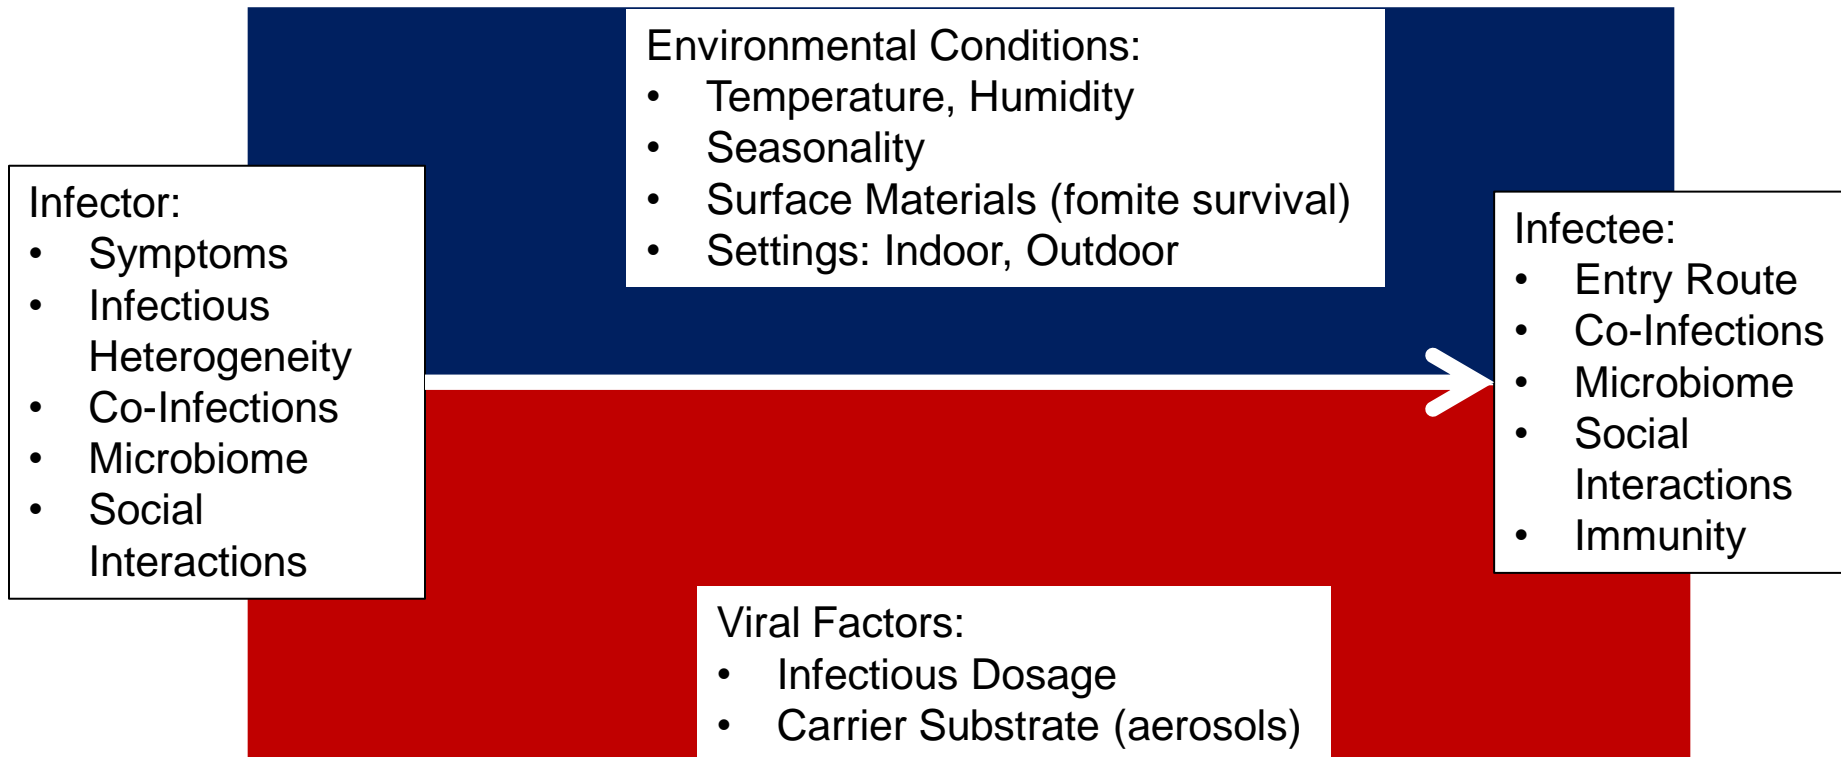 Environmental Conditions:
• Temperature, Humidity
• Seasonality
• Surface Materials (fomite survival)
• Settings: Indoor, Outdoor
Infector:
• Symptoms
• Infectious
Heterogeneity
• Co-Infections
• Microbiome
• Social
Interactions
Infectee:
• Entry Route
• Co-Infections
• Microbiome
• Social
Interactions
• Immunity
Viral Factors:
• Infectious Dosage
• Carrier Substrate (aerosols)